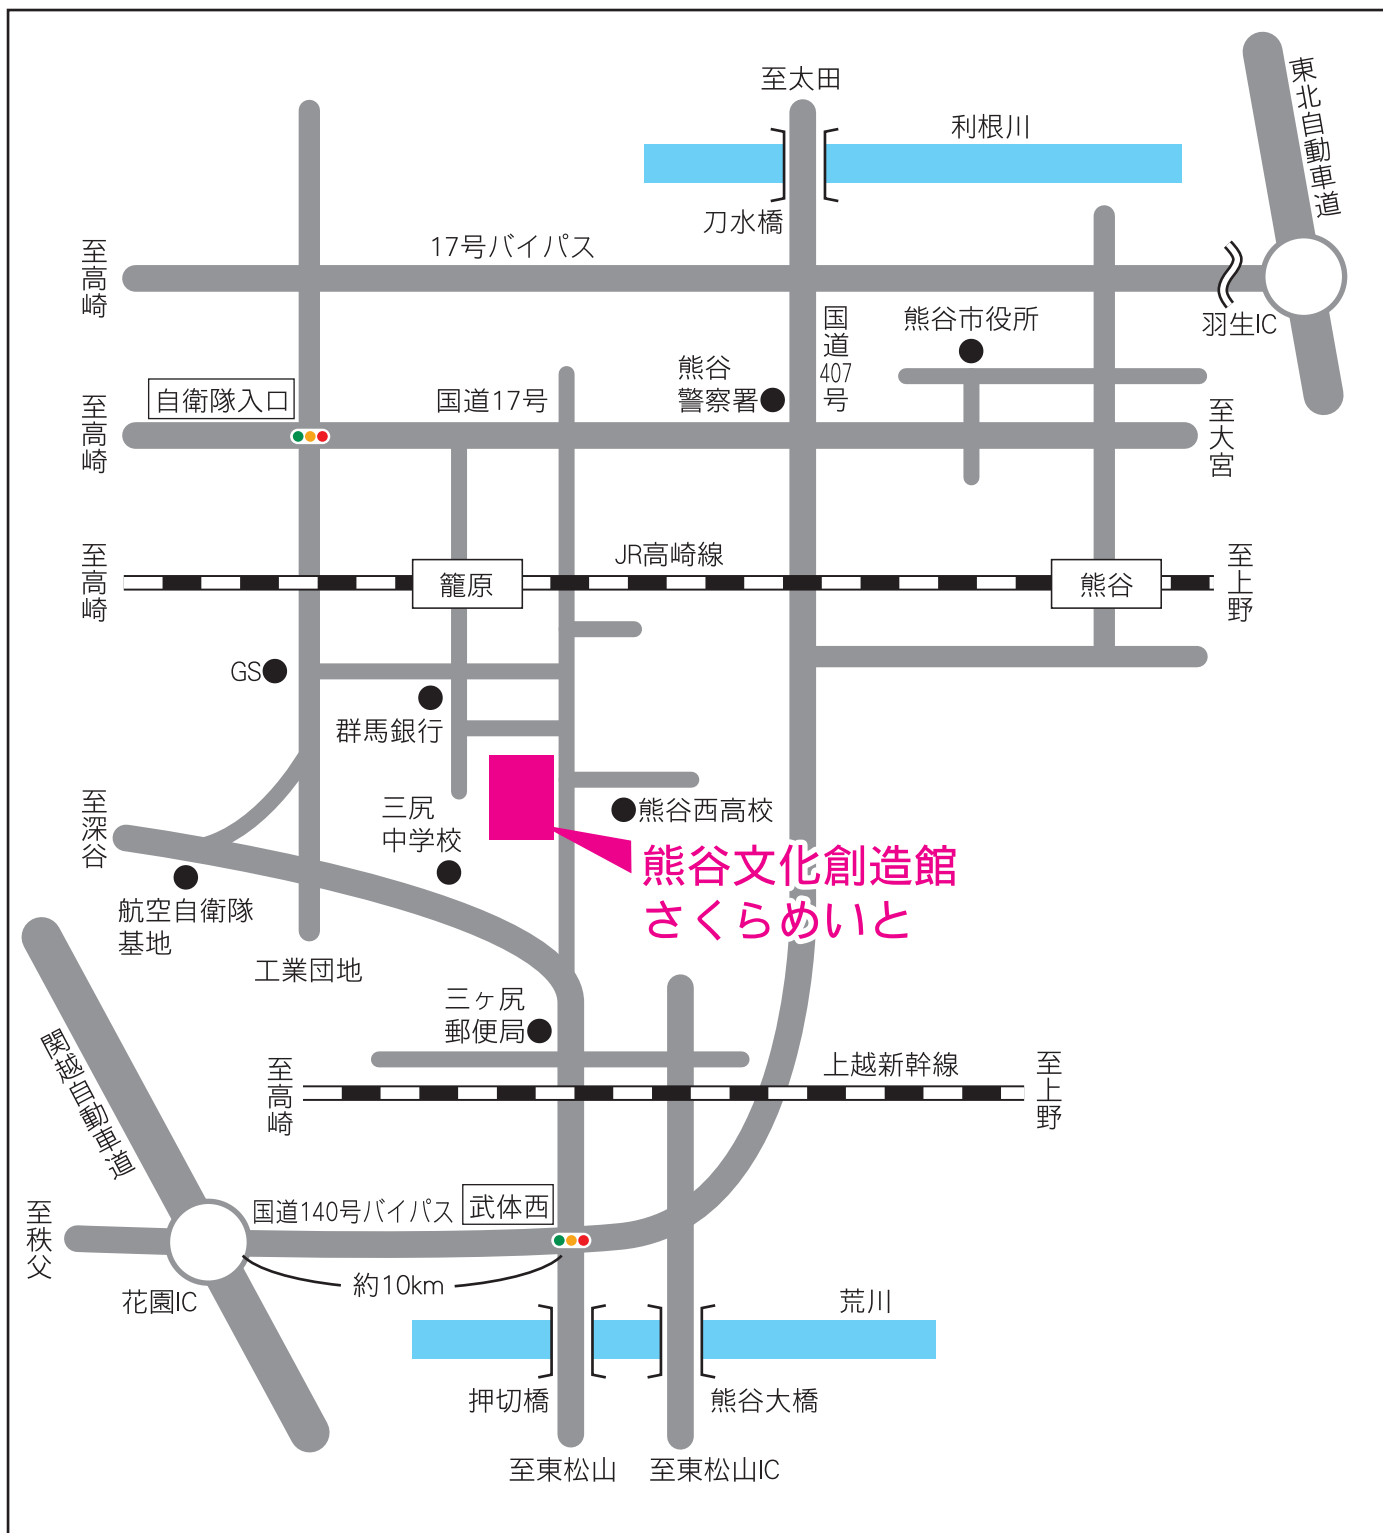 至太田
利根川
東北自動車道
刀水橋
17号バイパス
至高崎
羽生IC
国道407号
熊谷市役所
熊谷
警察署
自衛隊入口
国道17号
至高崎
至大宮
JR高崎線
至高崎
籠原
熊谷
至上野
GS
群馬銀行
至深谷
三尻
中学校
熊谷西高校
熊谷文化創造館
さくらめいと
航空自衛隊
基地
工業団地
三ヶ尻
郵便局
関越自動車道
至高崎
上越新幹線
至上野
国道140号バイパス
武体西
至秩父
約10km
花園IC
荒川
押切橋
熊谷大橋
至東松山
至東松山IC